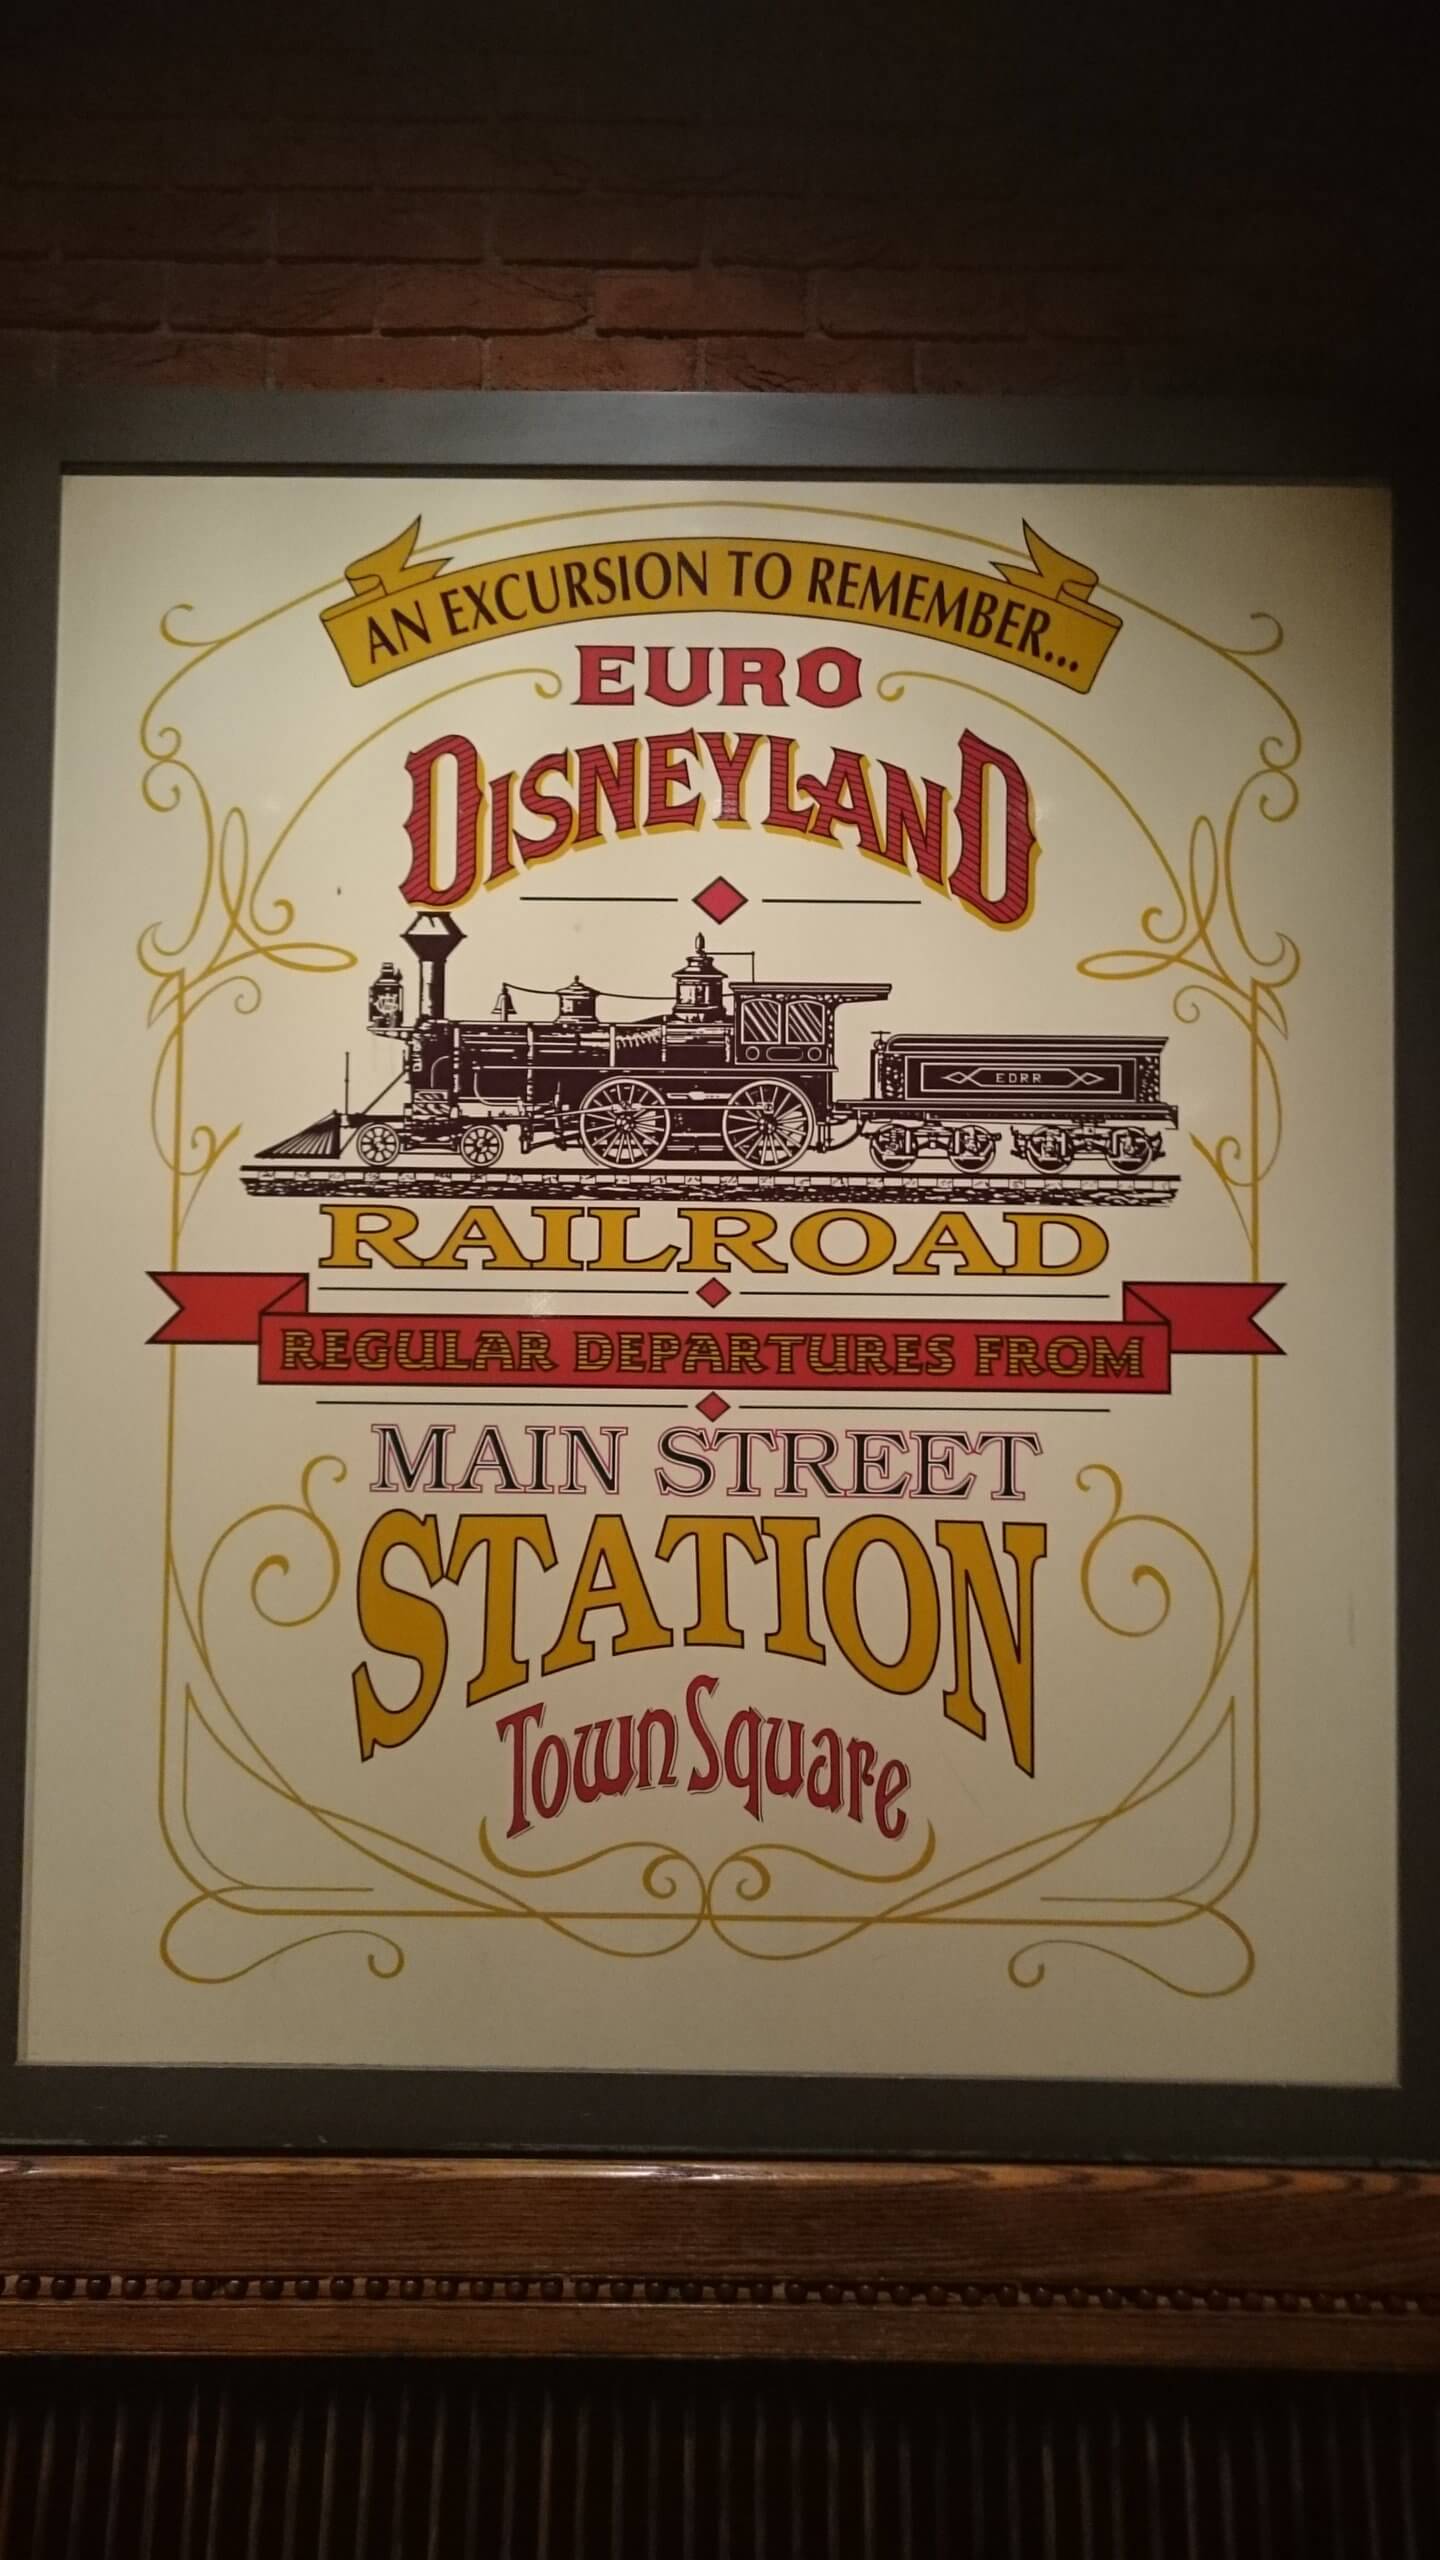 AN EXCURSION TO REMEMBER...
EURO
DISNEYLAND
EDRR
RAILROAD
REGULAR DEPARTURES FROM
MAIN STREET
STATION
Town Square